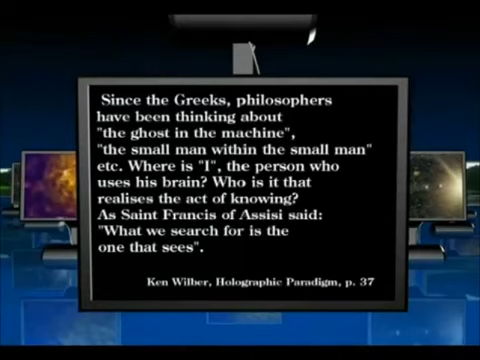 Since the Greeks, philosophers
have been thinking about
"the ghost in the machine",
"the small man within the small man"
etc. Where is "I", the person who
uses his brain? Who is it that
realises the act of knowing?
As Saint Francis of Assisi said:
"What we search for is the
one that sees".
Ken Wilber, Holographic Paradigm, p. 37